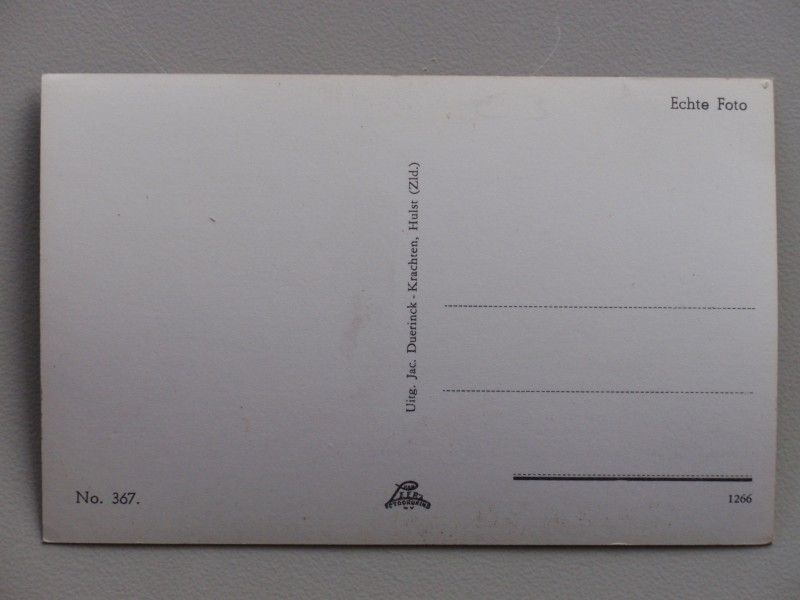 Echte Foto
Uitg. Jac. Duerinck - Krachten, Hulst (Zld.)
No. 367.
1266